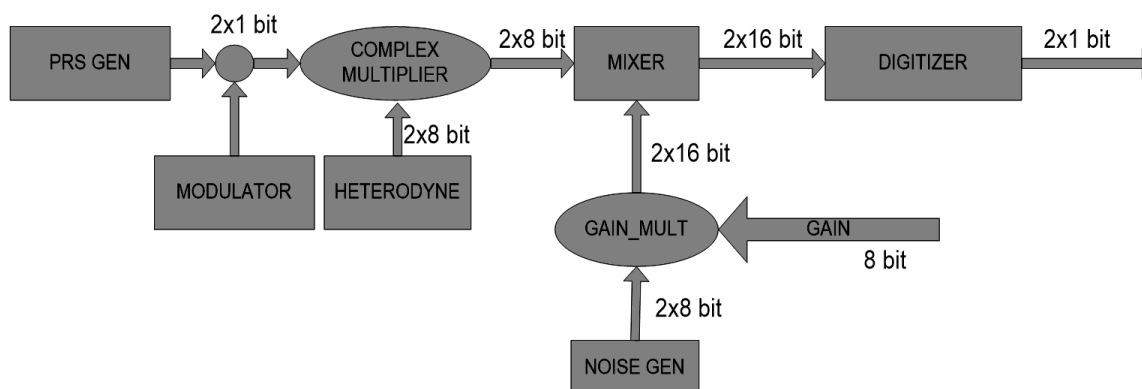 2x1 bit
PRS GEN
COMPLEX
MULTIPLIER
2x8 bit
MIXER
2x16 bit
DIGITIZER
2x1 bit
2x8 bit
MODULATOR
HETERODYNE
2x16 bit
GAIN_MULT
GAIN
8 bit
2x8 bit
NOISE GEN